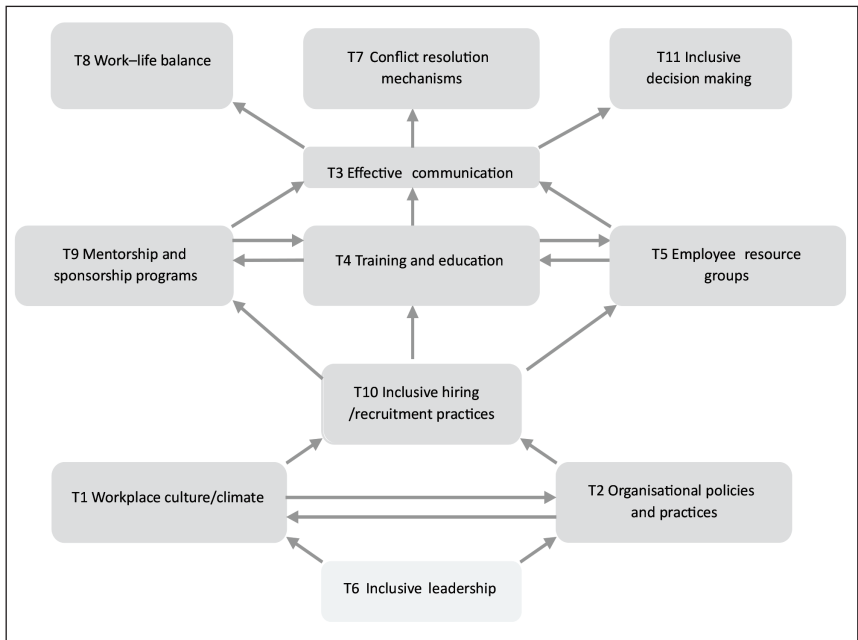 T8 Work–life balance
T7 Conflict resolution
mechanisms
T11 Inclusive
decision making
T3 Effective communication
T9 Mentorship and
sponsorship programs
T4 Training and education
T5 Employee resource
groups
T10 Inclusive hiring
/recruitment practices
T1 Workplace culture/climate
T2 Organisational policies
and practices
T6 Inclusive leadership